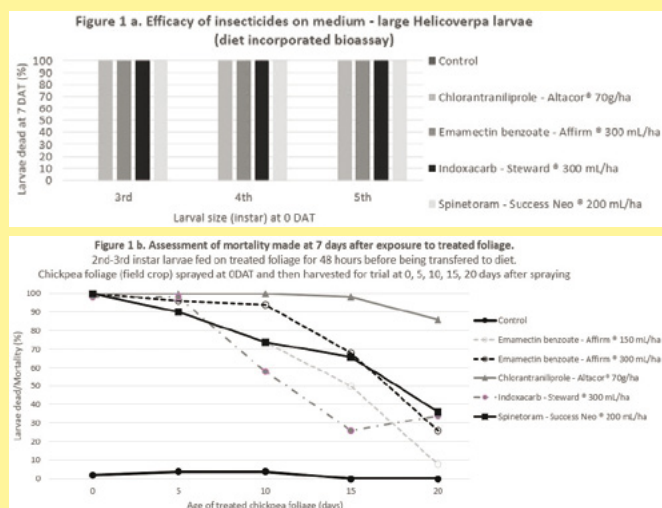 Figure 1 a. Efficacy of insecticides on medium - large Helicoverpa larvae
(diet incorporated bioassay)
Larvae dead at 7 DAT (%)
100
90
80
70
60
50
40
30
20
10
0
3rd
4th
5th
Larval size (instar) at 0 DAT
Control
Chlorantraniliprole - Altacor® 70g/ha
Emamectin benzoate - Affirm ® 300 mL/ha
Indoxacarb - Steward ® 300 mL/ha
Spinetoram - Success Neo ® 200 mL/ha
Figure 1 b. Assessment of mortality made at 7 days after exposure to treated foliage.
2nd-3rd instar larvae fed on treated foliage for 48 hours before being transfered to diet.
Chickpea foliage (field crop) sprayed at 0DAT and then harvested for trial at 0, 5, 10, 15, 20 days after spraying
Larvae dead/Mortality (%)
100
90
80
70
60
50
40
30
20
10
0
0
5
10
15
20
Age of treated chickpea foliage (days)
Control
Emamectin benzoate - Affirm ® 150 mL/ha
Emamectin benzoate - Affirm ® 300 mL/ha
Chlorantraniliprole - Altacor® 70g/ha
Indoxacarb - Steward ® 300 mL/ha
Spinetoram - Success Neo ® 200 mL/ha